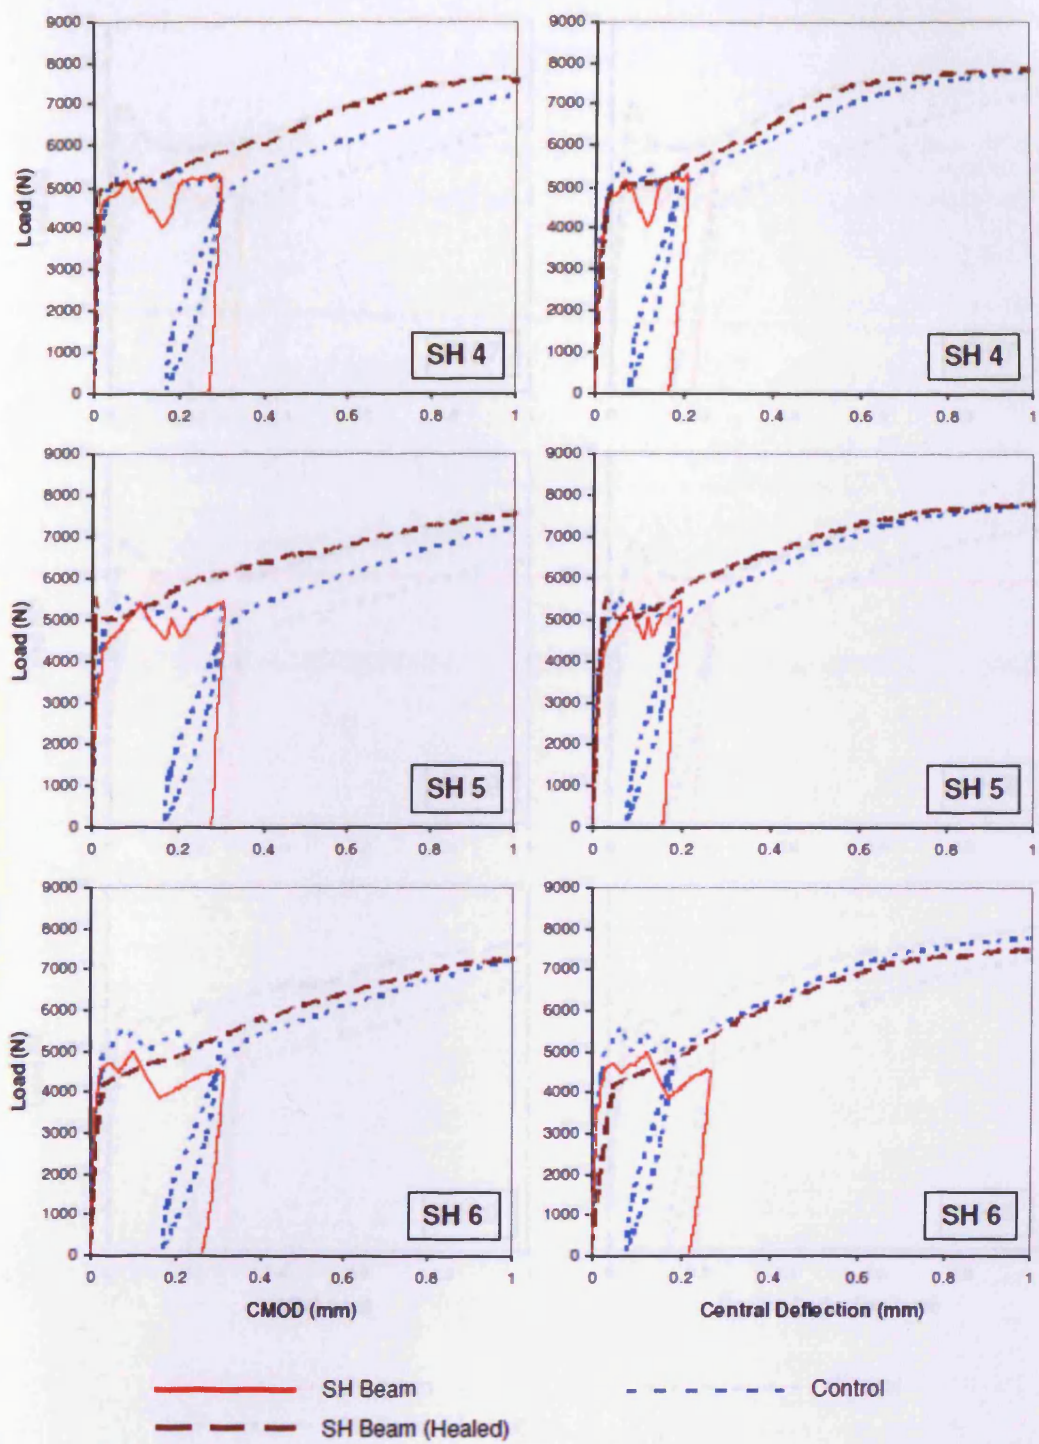 9000 9000
8000 8000
7000 7000
6000 6000
5000 5000
4000 4000
3000 3000
2000 2000
1000 1000
0 0
Load (N)
SH 4 SH 4
0 0.2 0.4 0.6 0.8 1 0 0.2 0.4 0.6 0.8 1
9000 9000
8000 8000
7000 7000
6000 6000
5000 5000
4000 4000
3000 3000
2000 2000
1000 1000
0 0
Load (N)
SH 5 SH 5
0 0.2 0.4 0.6 0.8 1 0 0.2 0.4 0.6 0.8 1
9000 9000
8000 8000
7000 7000
6000 6000
5000 5000
4000 4000
3000 3000
2000 2000
1000 1000
0 0
Load (N)
SH 6 SH 6
0 0.2 0.4 0.6 0.8 1 0 0.2 0.4 0.6 0.8 1
CMOD (mm) Central Deflection (mm)
SH Beam Control
SH Beam (Healed)